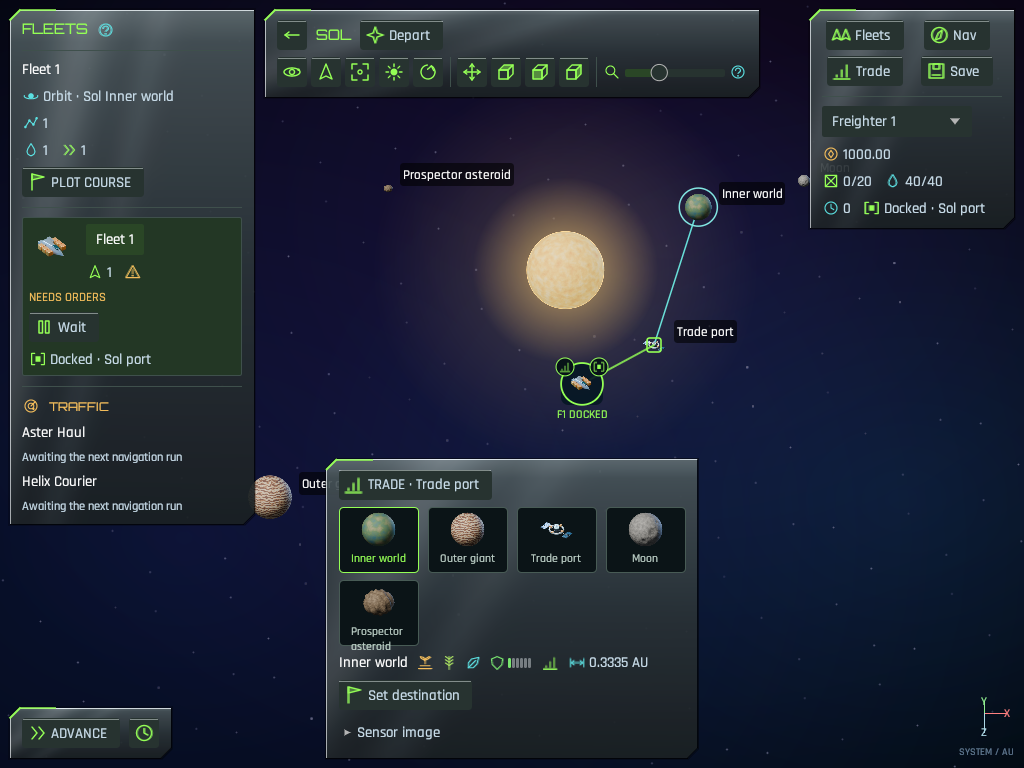 FLEETS
Fleet 1
Orbit · Sol Inner world
1
1 1
PLOT COURSE
Fleet 1
1
NEEDS ORDERS
Wait
Docked · Sol port
TRAFFIC
Aster Haul
Awaiting the next navigation run
Helix Courier
Awaiting the next navigation run
ADVANCE
SOL Depart
Prospector asteroid
Inner world
Trade port
F1 DOCKED
Oute
TRADE · Trade port
Inner world Outer giant Trade port Moon
Prospector
asteroid
Inner world 0.3335 AU
Set destination
Sensor image
Fleets Nav
Trade Save
Freighter 1
1000.00
Moon
0/20 40/40
0 Docked · Sol port
Y
X
Z
SYSTEM / AU